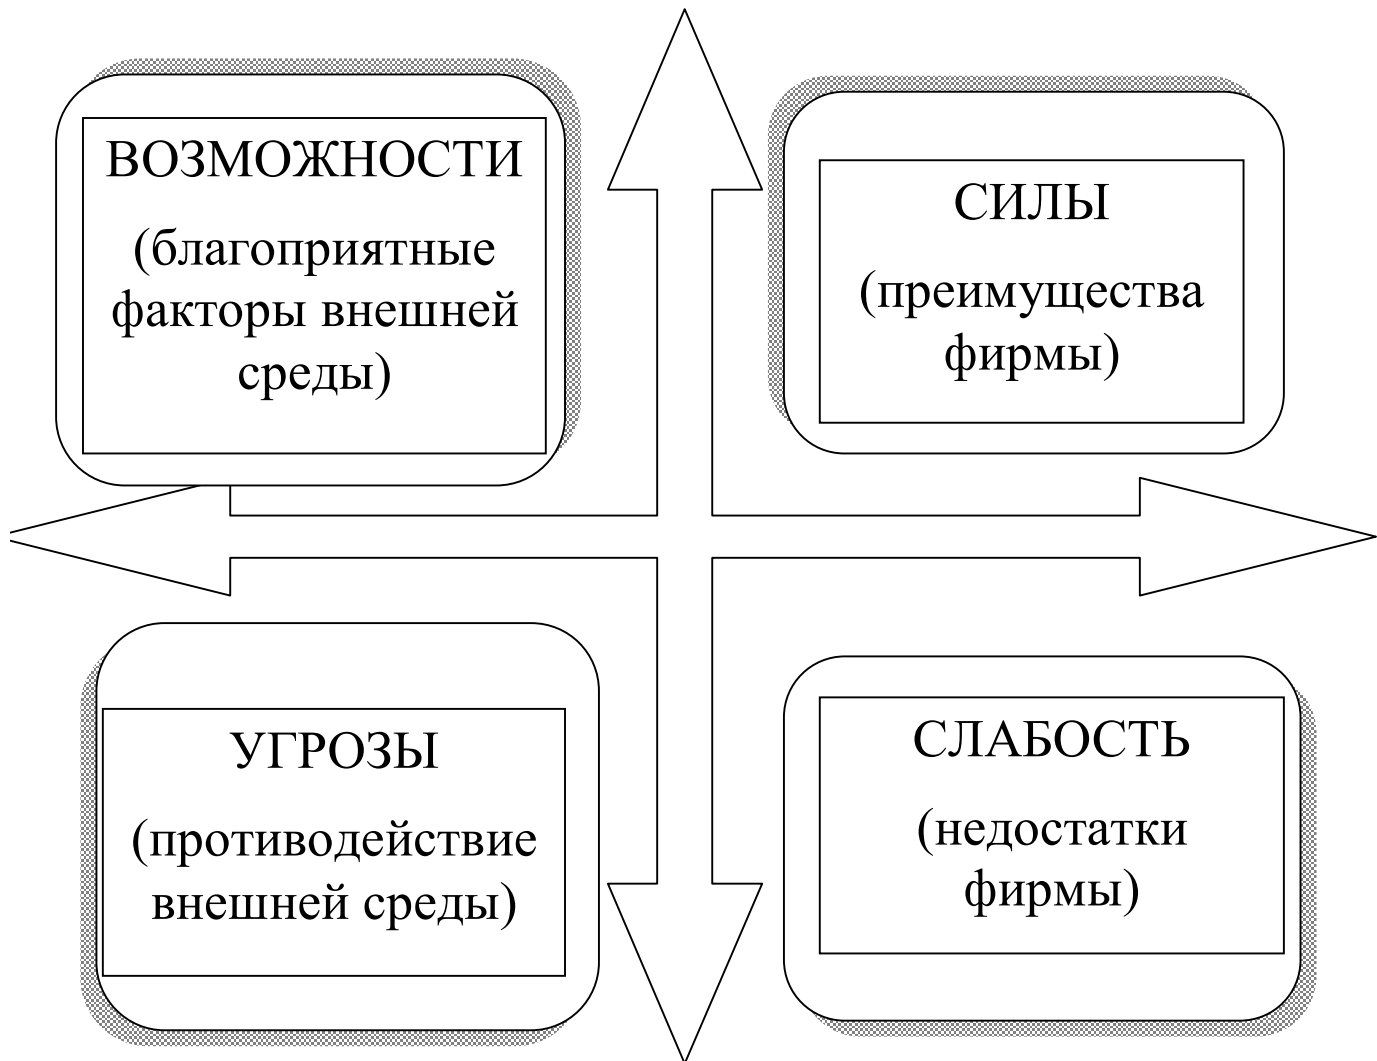 ВОЗМОЖНОСТИ
(благоприятные
факторы внешней
среды)
СИЛЫ
(преимущества
фирмы)
УГРОЗЫ
(противодействие
внешней среды)
СЛАБОСТЬ
(недостатки
фирмы)